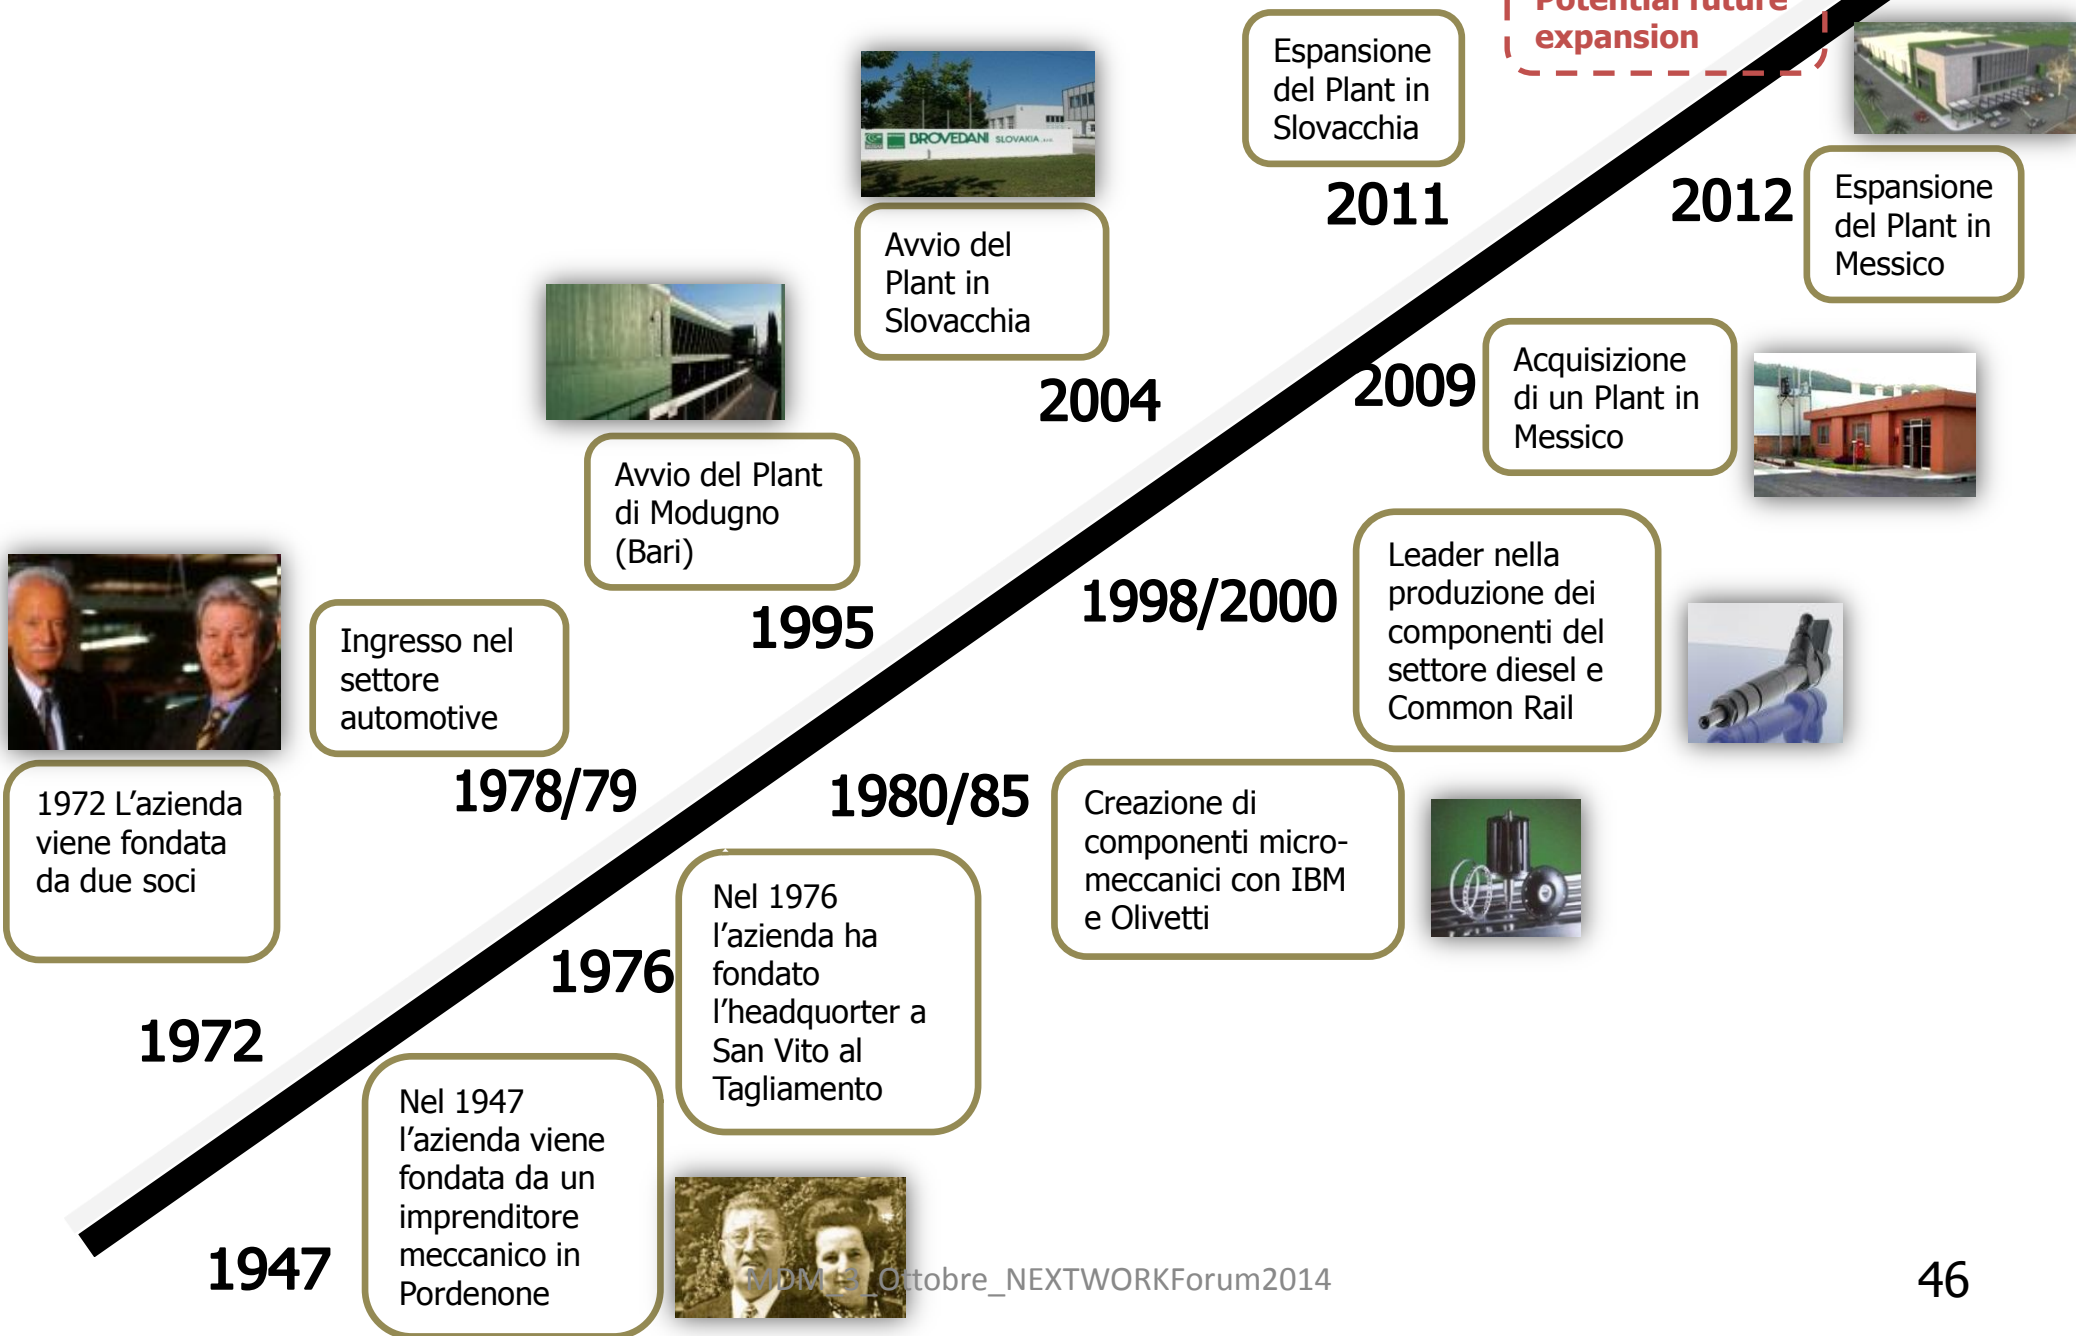 Potential future
expansion
Espansione
del Plant in
Slovacchia
2011
2012
Espansione
del Plant in
Messico
BROVEDANI SLOVAKIA
Avvio del
Plant in
Slovacchia
2004
2009
Acquisizione
di un Plant in
Messico
Avvio del Plant
di Modugno
(Bari)
1995
1998/2000
Leader nella
produzione dei
componenti del
settore diesel e
Common Rail
Ingresso nel
settore
automotive
1978/79
1980/85
Creazione di
componenti micro-
meccanici con IBM
e Olivetti
1972 L’azienda
viene fondata
da due soci
1972
1976
Nel 1976
l’azienda ha
fondato
l’headquorter a
San Vito al
Tagliamento
1947
Nel 1947
l’azienda viene
fondata da un
imprenditore
meccanico in
Pordenone
MDM_3_Ottobre_NEXTWORKForum2014
46